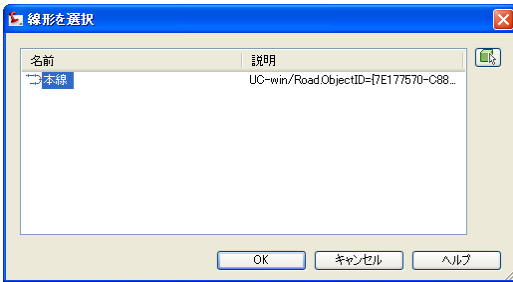 線形を選択
名前 説明
本線 UC-win/Road.ObjectID=[7E177570-C88...
OK キャンセル ヘルプ